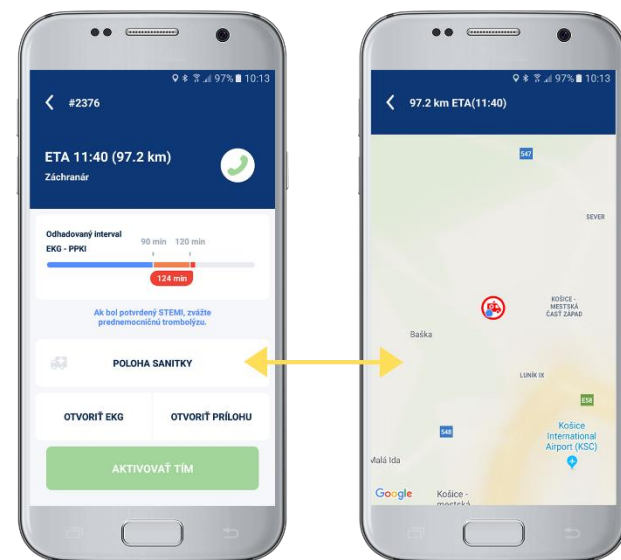 97% 10:13
#2376
ETA 11:40 (97.2 km)
Záchranár
Odhadovaný interval
EKG - PPKI
90 min 120 min
124 min
Ak bol potvrdený STEMI, zvážte
prednemocničnú trombolýzu.
POLOHA SANITKY
OTVORIŤ EKG OTVORIŤ PRÍLOHU
AKTIVOVAŤ TÍM
97% 10:13
97.2 km ETA(11:40)
547
SEVER
KOŠICE -
MESTSKÁ
ČASŤ ZÁPAD
Baška
LUNÍK IX
E58
548
Košice
International
Airport (KSC)
Malá Ida
Google
Košice -
mestská